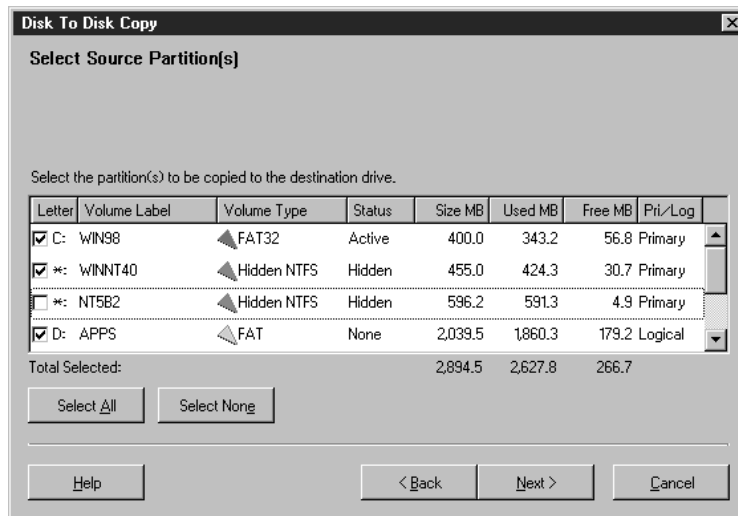 Disk To Disk Copy
Select Source Partition(s)
Select the partition(s) to be copied to the destination drive.
Letter Volume Label Volume Type Status Size MB Used MB Free MB Pri/Log
C: WIN98 FAT32 Active 400.0 343.2 56.8 Primary
*: WINNT40 Hidden NTFS Hidden 455.0 424.3 30.7 Primary
*: NT5B2 Hidden NTFS Hidden 596.2 591.3 4.9 Primary
D: APPS FAT None 2,039.5 1,860.3 179.2 Logical
Total Selected: 2,894.5 2,627.8 266.7
Select All Select None
Help < Back Next > Cancel